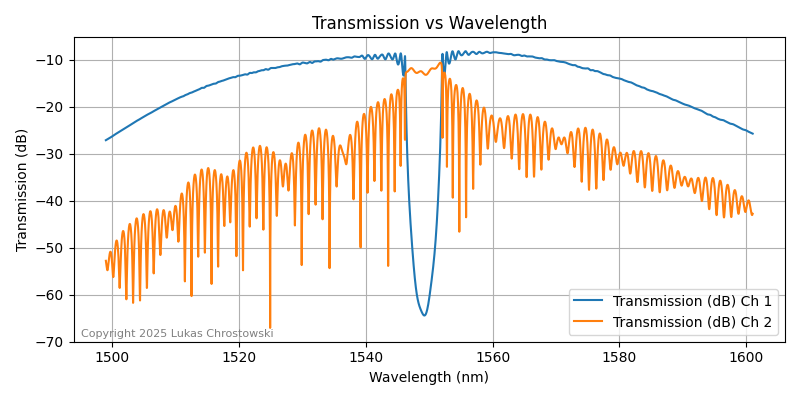 Transmission vs Wavelength
Transmission (dB)
−10
−20
−30
−40
−50
−60
−70
Transmission (dB) Ch 1
Transmission (dB) Ch 2
Copyright 2025 Lukas Chrostowski
1500
1520
1540
1560
1580
1600
Wavelength (nm)